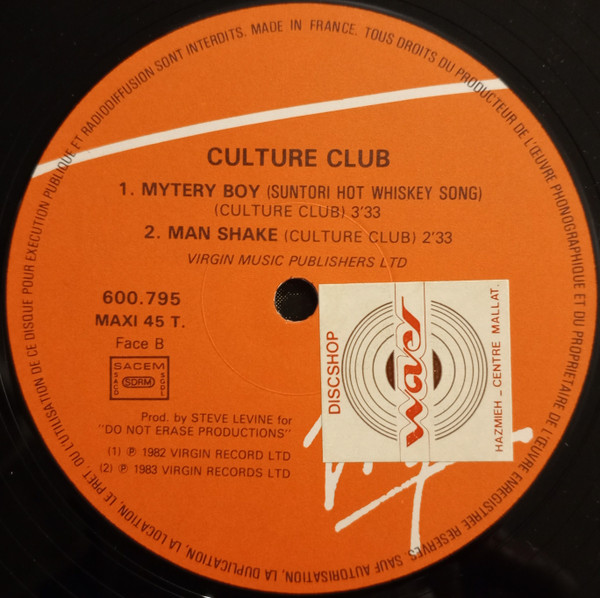 CULTURE CLUB
1. MYTERY BOY (SUNTORI HOT WHISKEY SONG)
(CULTURE CLUB) 3'33
2. MAN SHAKE (CULTURE CLUB) 2'33
VIRGIN MUSIC PUBLISHERS LTD
600.795
MAXI 45 T.
Face B
SACEM
SACD
SDRM
SGDL
Prod. by STEVE LEVINE for
"DO NOT ERASE PRODUCTIONS"
(1) ℗ 1982 VIRGIN RECORD LTD
(2) ℗ 1983 VIRGIN RECORDS LTD
DISCSHOP
wave
HAZMIEH - CENTRE MALLAT.
MADE IN FRANCE. TOUS DROITS DU PRODUCTEUR DE L'ŒUVRE PHONOGRAPHIQUE ET DU PROPRIETAIRE DE L'ŒUVRE ENREGISTREE RESERVES. SAUF AUTORISATION, LA DUPLICATION, LA LOCATION, LE PRET, OU L'UTILISATION DE CE DISQUE POUR EXECUTION PUBLIQUE ET RADIODIFFUSION SONT INTERDITS.